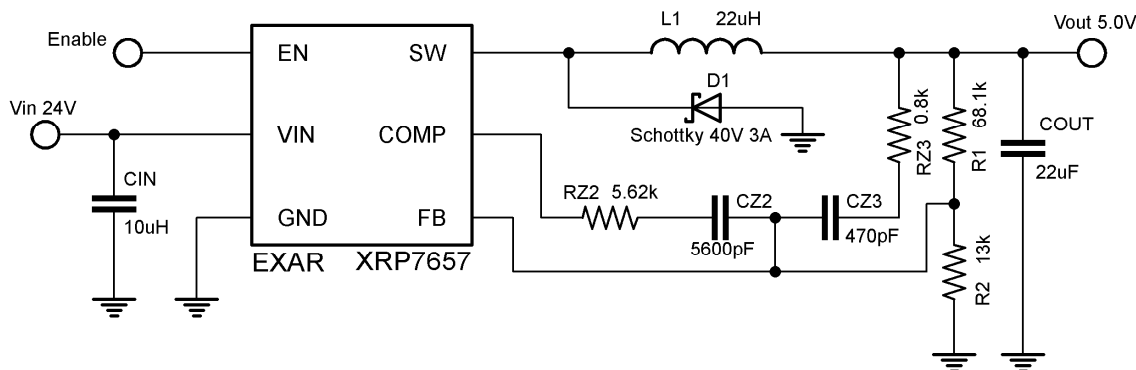 L1 22uH
Vout 5.0V
Enable
EN SW
D1
Vin 24V
0.8k
RZ3
68.1k
R1
VIN COMP
Schottky 40V 3A
COUT
22uF
CIN
10uH
RZ2 5.62k
CZ2
CZ3
GND FB
5600pF
470pF
13k
R2
EXAR XRP7657